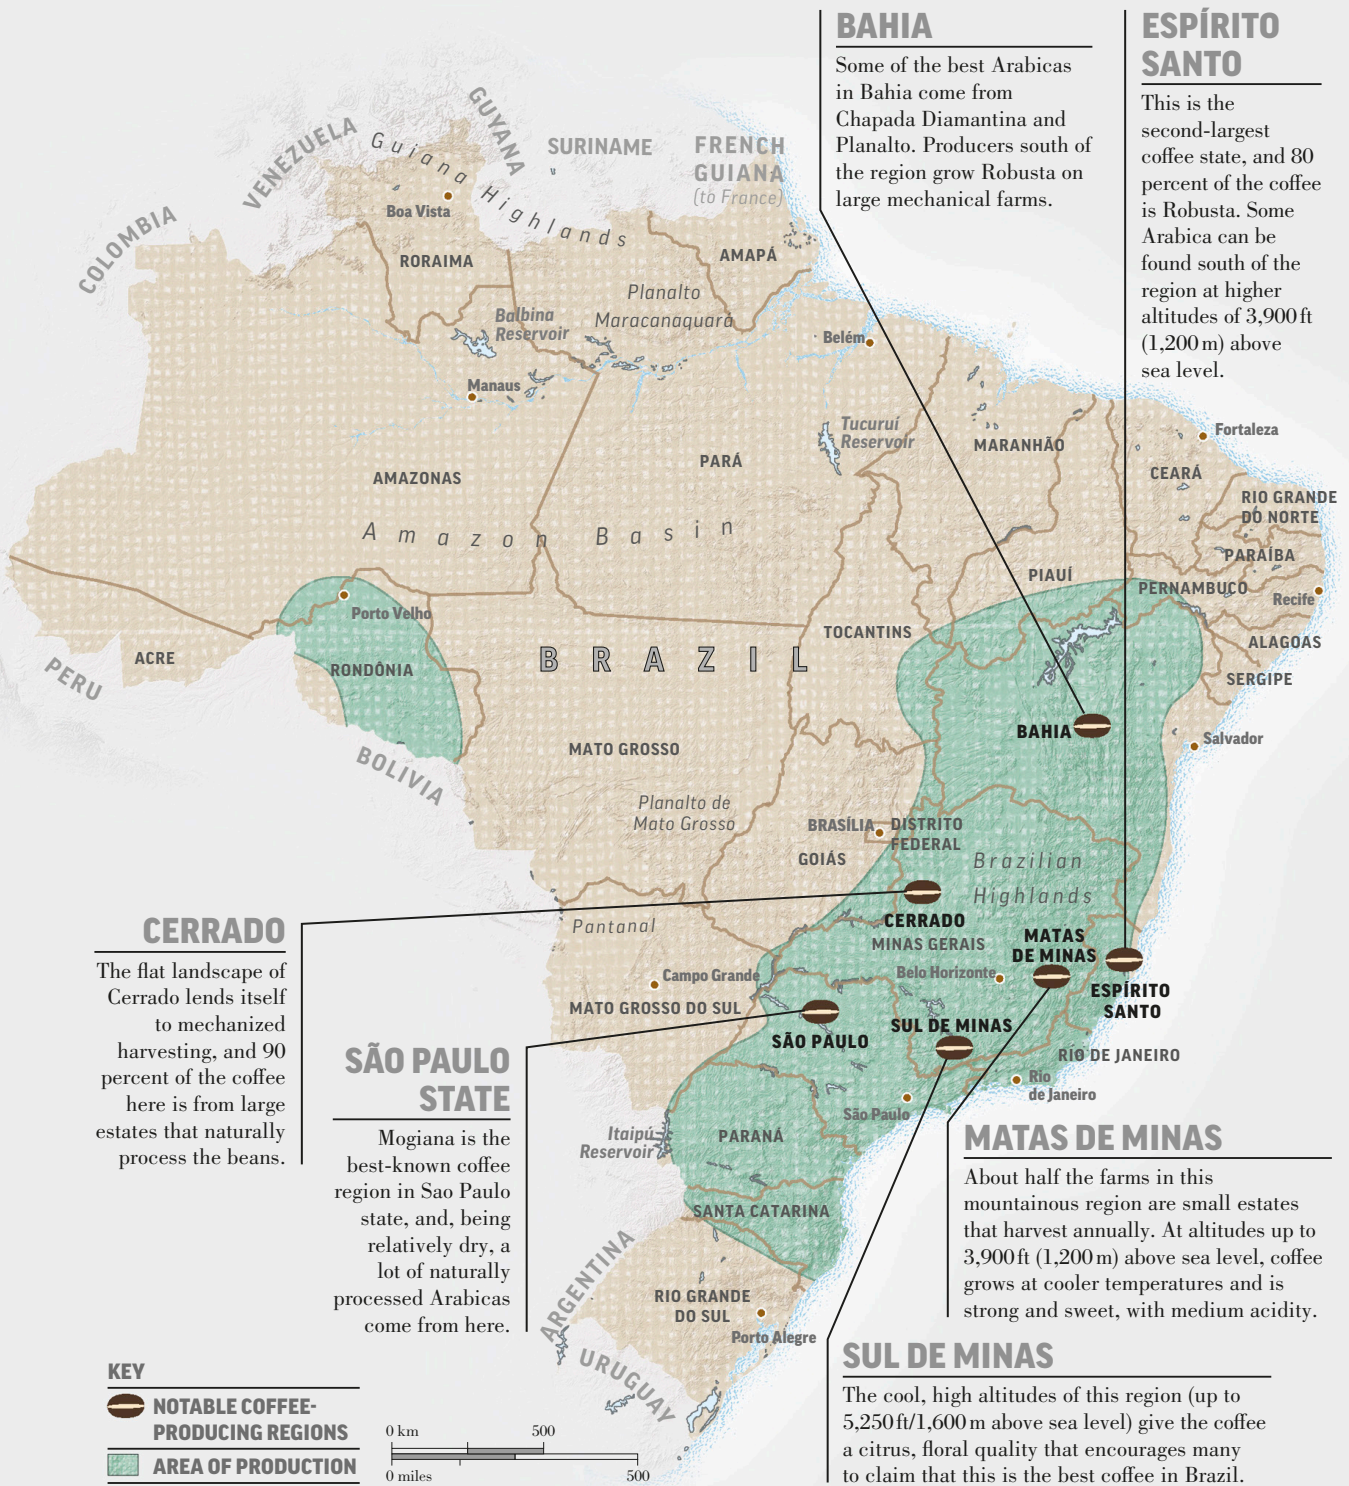 BAHIA
Some of the best Arabicas
in Bahia come from
Chapada Diamantina and
Planalto. Producers south of
the region grow Robusta on
large mechanical farms.
ESPÍRITO
SANTO
This is the
second-largest
coffee state, and 80
percent of the coffee
is Robusta. Some
Arabica can be
found south of the
region at higher
altitudes of 3,900 ft
(1,200 m) above
sea level.
COLOMBIA
VENEZUELA
GUYANA
SURINAME
FRENCH
GUIANA
(to France)
Guiana Highlands
Boa Vista
RORAIMA
AMAPÁ
Planalto
Maracanaquará
Balbina
Reservoir
Belém
Manaus
Tucuruí
Reservoir
MARANHÃO
Fortaleza
CEARÁ
RIO GRANDE
DO NORTE
PARAÍBA
AMAZONAS
PARÁ
Amazon Basin
PIAUÍ
PERNAMBUCO
Recife
ALAGOAS
SERGIPE
Porto Velho
RONDÔNIA
ACRE
PERU
BRAZIL
TOCANTINS
BAHIA
Salvador
BOLIVIA
MATO GROSSO
Planalto de
Mato Grosso
BRASÍLIA
DISTRITO
FEDERAL
GOIÁS
Brazilian
Highlands
CERRADO
MINAS GERAIS
MATAS
DE MINAS
Belo Horizonte
ESPÍRITO
SANTO
Pantanal
Campo Grande
MATO GROSSO DO SUL
SÃO PAULO
SUL DE MINAS
RIO DE JANEIRO
Rio
de Janeiro
São Paulo
Itaipú
Reservoir
PARANÁ
SANTA CATARINA
ARGENTINA
RIO GRANDE
DO SUL
Porto Alegre
URUGUAY
CERRADO
The flat landscape of
Cerrado lends itself
to mechanized
harvesting, and 90
percent of the coffee
here is from large
estates that naturally
process the beans.
SÃO PAULO
STATE
Mogiana is the
best-known coffee
region in Sao Paulo
state, and, being
relatively dry, a
lot of naturally
processed Arabicas
come from here.
MATAS DE MINAS
About half the farms in this
mountainous region are small estates
that harvest annually. At altitudes up to
3,900 ft (1,200 m) above sea level, coffee
grows at cooler temperatures and is
strong and sweet, with medium acidity.
SUL DE MINAS
The cool, high altitudes of this region (up to
5,250 ft/1,600 m above sea level) give the coffee
a citrus, floral quality that encourages many
to claim that this is the best coffee in Brazil.
KEY
NOTABLE COFFEE-
PRODUCING REGIONS
AREA OF PRODUCTION
0 km 500
0 miles 500